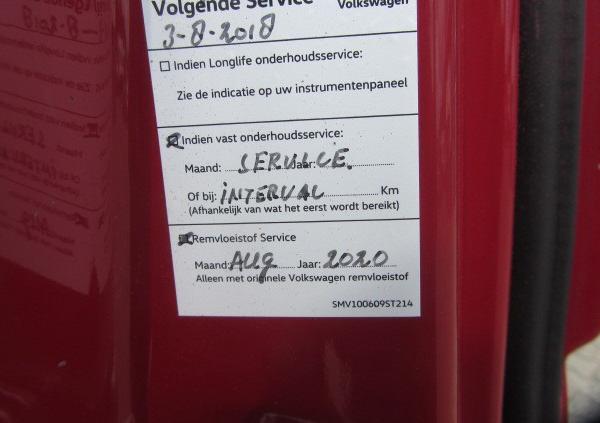 Volgende Service Volkswagen
3-8-2018
Indien Longlife onderhoudsservice:
Zie de indicatie op uw instrumentenpaneel
Indien vast onderhoudsservice:
Maand: SERVICE. Jaar:
Of bij: INTERVAL Km
(Afhankelijk van wat het eerst wordt bereikt)
Remvloeistof Service
Maand: Aug Jaar: 2020
Alleen met originele Volkswagen remvloeistof
SMV100609ST214